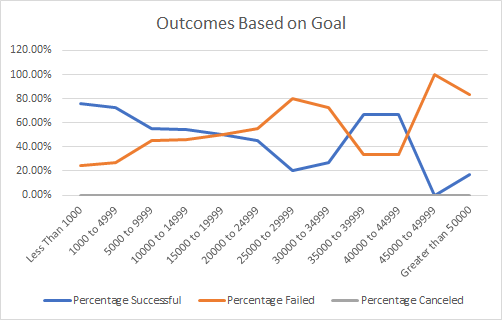 Outcomes Based on Goal
120.00%
100.00%
80.00%
60.00%
40.00%
20.00%
0.00%
Less Than 1000
1000 to 4999
5000 to 9999
10000 to 14999
15000 to 19999
20000 to 24999
25000 to 29999
30000 to 34999
35000 to 39999
40000 to 44999
45000 to 49999
Greater than 50000
Percentage Successful
Percentage Failed
Percentage Canceled